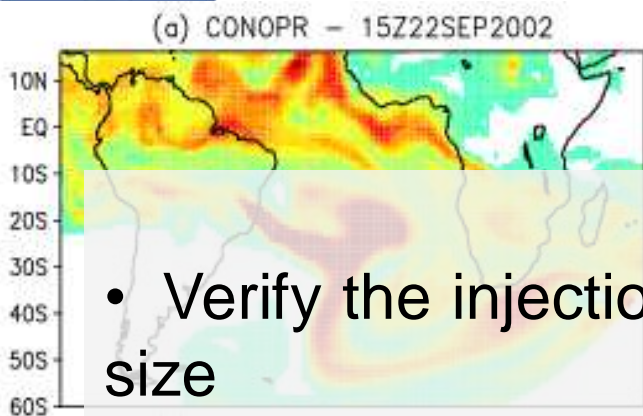 (a) CONOPR – 15Z22SEP2002
10N
EQ
10S
20S
30S
40S
50S
60S
• Verify the injectio
size